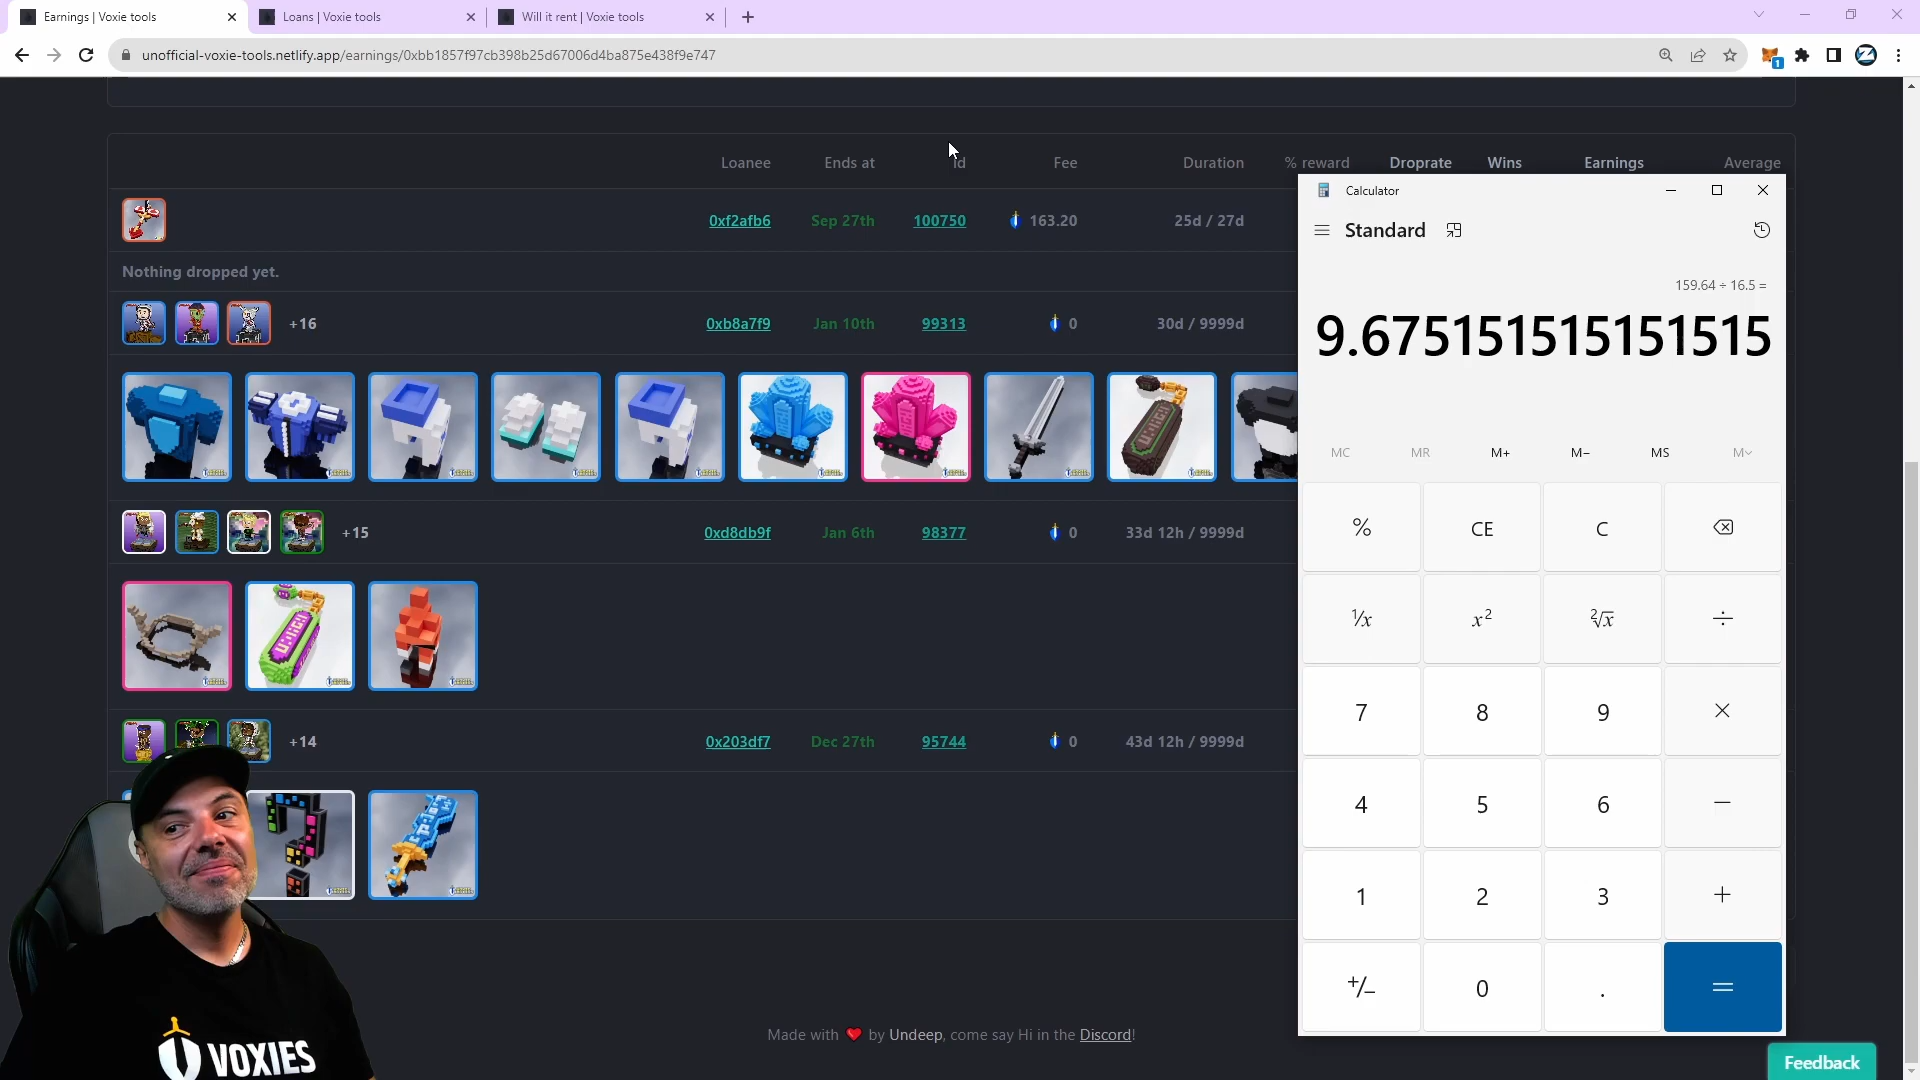 Earnings | Voxie tools
Loans | Voxie tools
Will it rent | Voxie tools
unofficial-voxie-tools.netlify.app/earnings/0xbb1857f97cb398b25d67006d4ba875e438f9e747
1
Loanee Ends at Id Fee Duration % reward Droprate Wins Earnings Average
0xf2afb6 Sep 27th 100750 163.20 25d / 27d
Nothing dropped yet.
+16 0xb8a7f9 Jan 10th 99313 0 30d / 9999d
+15 0xd8db9f Jan 6th 98377 0 33d 12h / 9999d
+14 0x203df7 Dec 27th 95744 0 43d 12h / 9999d
Made with ❤ by Undeep, come say Hi in the Discord!
Feedback
Calculator
Standard
159.64 ÷ 16.5 =
9.675151515151515
MC MR M+ M− MS M˅
% CE C
¹/x x² ²√x ÷
7 8 9 ×
4 5 6 −
1 2 3 +
+/− 0 . =
VOXIES